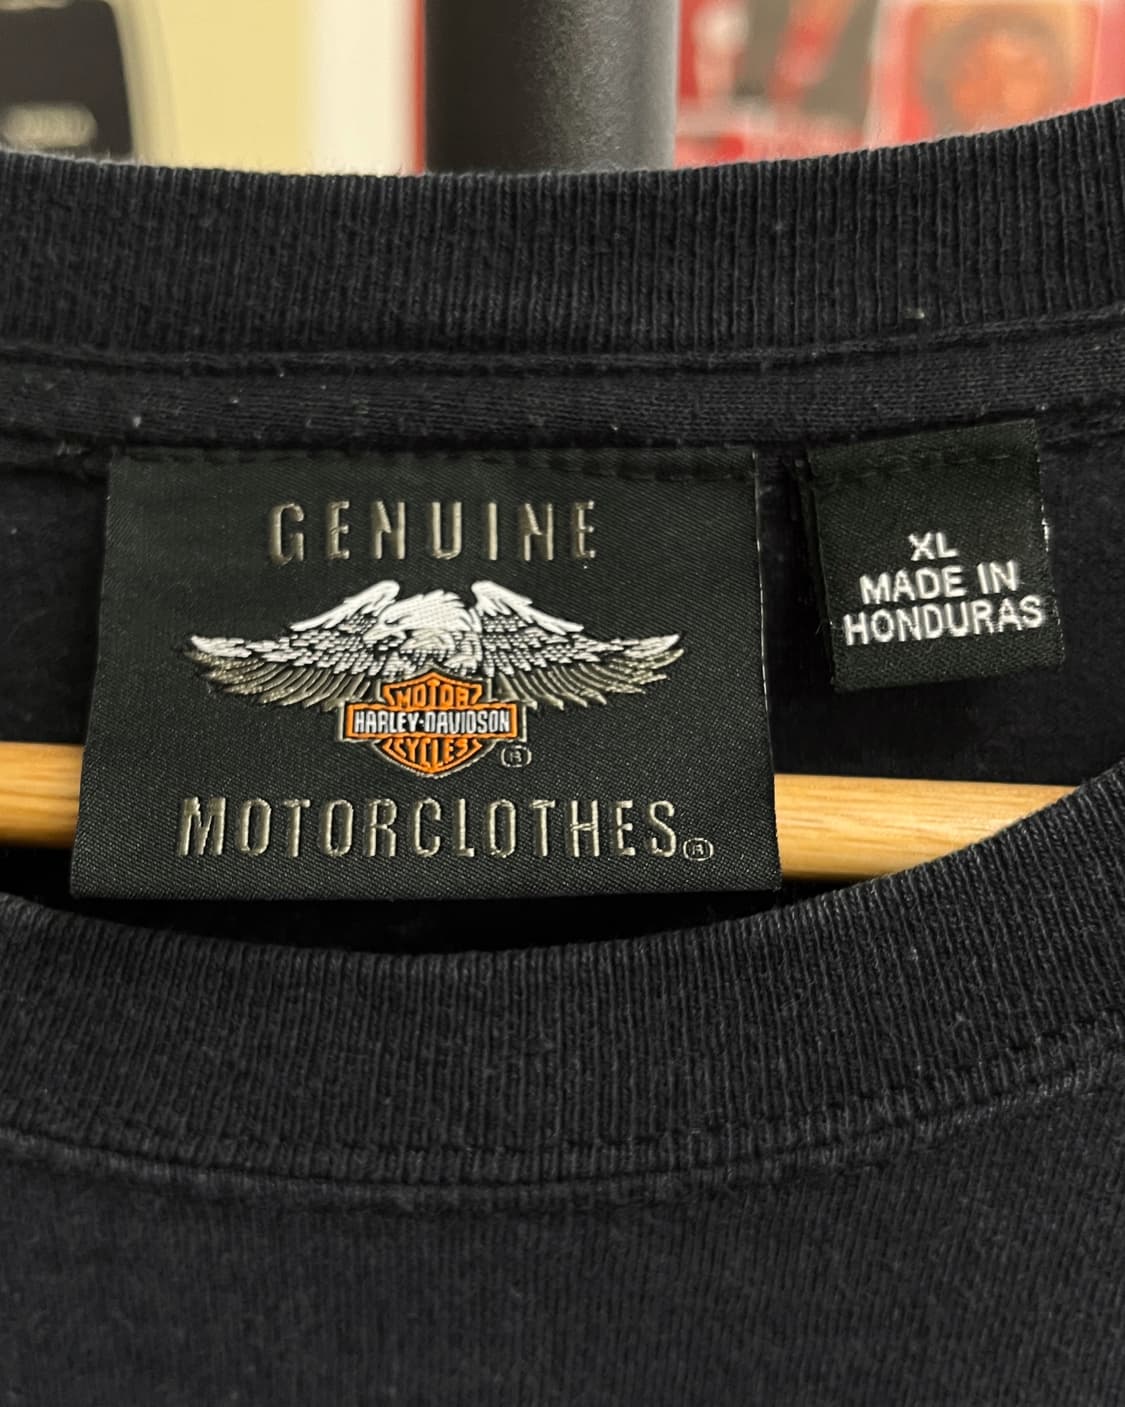 GENUINE
MOTOR
HARLEY-DAVIDSON
CYCLES
®
MOTORCLOTHES®
XL
MADE IN
HONDURAS